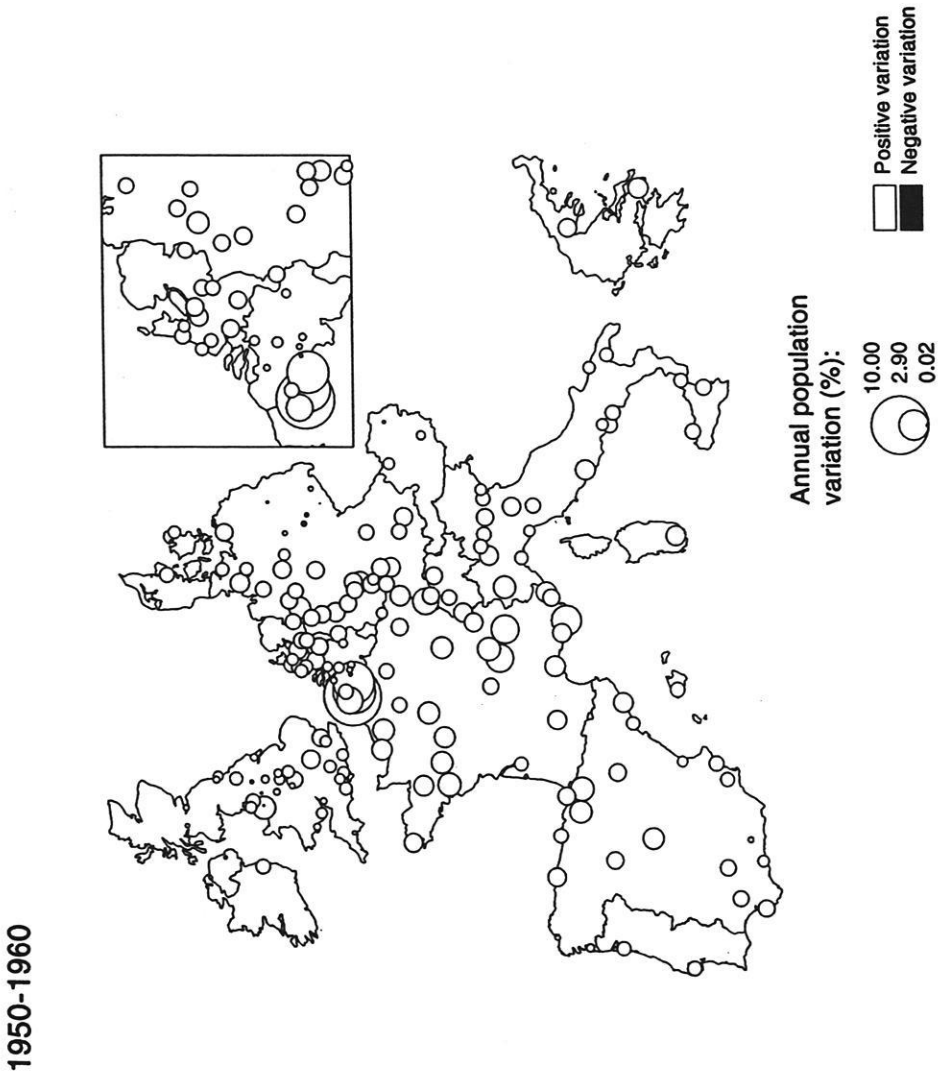 1950-1960
Annual population
variation (%):
10.00
2.90
0.02
Positive variation
Negative variation